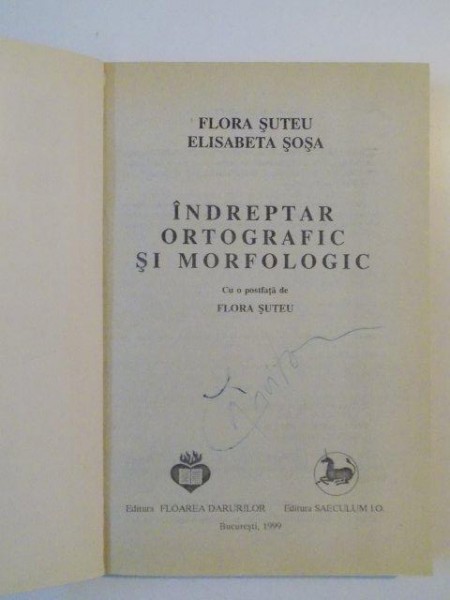 FLORA ŞUTEU
ELISABETA ŞOŞA
ÎNDREPTAR
ORTOGRAFIC
ŞI MORFOLOGIC
Cu o postfaţă de
FLORA ŞUTEU
Editura FLOAREA DARURILOR
Editura SAECULUM I.O.
Bucureşti, 1999